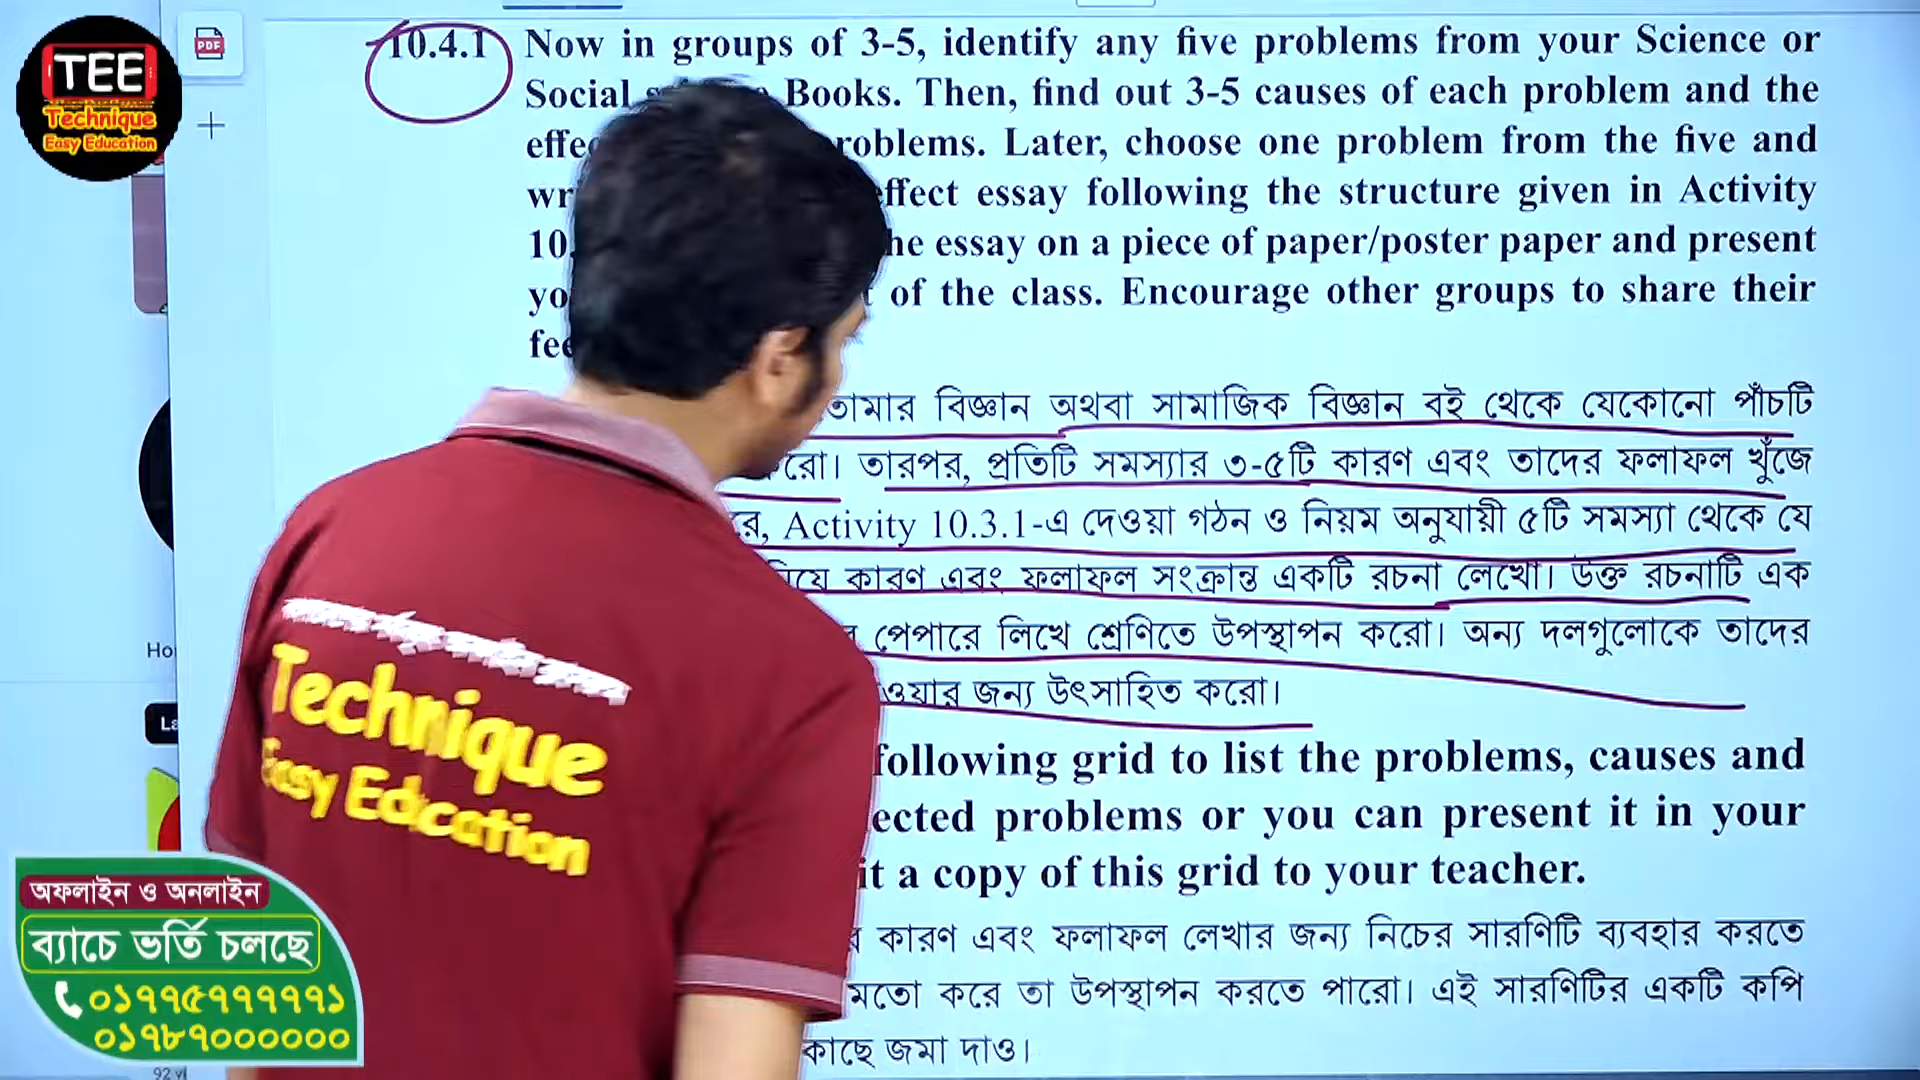 TEE
Technique
Easy Education
10.4.1 Now in groups of 3-5, identify any five problems from your Science or
Social Books. Then, find out 3-5 causes of each problem and the
roblems. Later, choose one problem from the five and
ffect essay following the structure given in Activity
10. he essay on a piece of paper/poster paper and present
yo of the class. Encourage other groups to share their
fee
তামার বিজ্ঞান অথবা সামাজিক বিজ্ঞান বই থেকে যেকোনো পাঁচটি
করো। তারপর, প্রতিটি সমস্যার ৩-৫টি কারণ এবং তাদের ফলাফল খুঁজে
রে, Activity 10.3.1-এ দেওয়া গঠন ও নিয়ম অনুযায়ী ৫টি সমস্যা থেকে যে
নিয়ে কারণ এবং ফলাফল সংক্রান্ত একটি রচনা লেখো। উক্ত রচনাটি এক
পেপারে লিখে শ্রেণিতে উপস্থাপন করো। অন্য দলগুলোকে তাদের
ওয়ার জন্য উৎসাহিত করো।
following grid to list the problems, causes and
ected problems or you can present it in your
it a copy of this grid to your teacher.
র কারণ এবং ফলাফল লেখার জন্য নিচের সারণিটি ব্যবহার করতে
মতো করে তা উপস্থাপন করতে পারো। এই সারণিটির একটি কপি
কাছে জমা দাও।
Technique
Easy Education
অফলাইন ও অনলাইন
ব্যাচে ভর্তি চলছে
০১৭৭৫৭৭৭৭৭১
০১৭৮৭০০০০০০